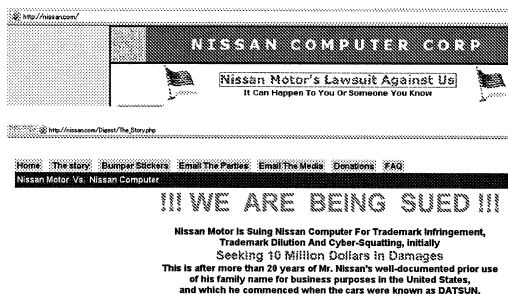 http://nissan.com/
NISSAN COMPUTER CORP
Nissan Motor's Lawsuit Against Us
It Can Happen To You Or Someone You Know
http://nissan.com/Digest/The_Story.php
Home The story Bumper Stickers Email The Parties Email The Media Donations FAQ
Nissan Motor Vs. Nissan Computer
!!! WE ARE BEING SUED !!!
Nissan Motor Is Suing Nissan Computer For Trademark Infringement,
Trademark Dilution And Cyber-Squatting, initially
Seeking 10 Million Dollars in Damages
This is after more than 20 years of Mr. Nissan's well-documented prior use
of his family name for business purposes in the United States,
and which he commenced when the cars were known as DATSUN.